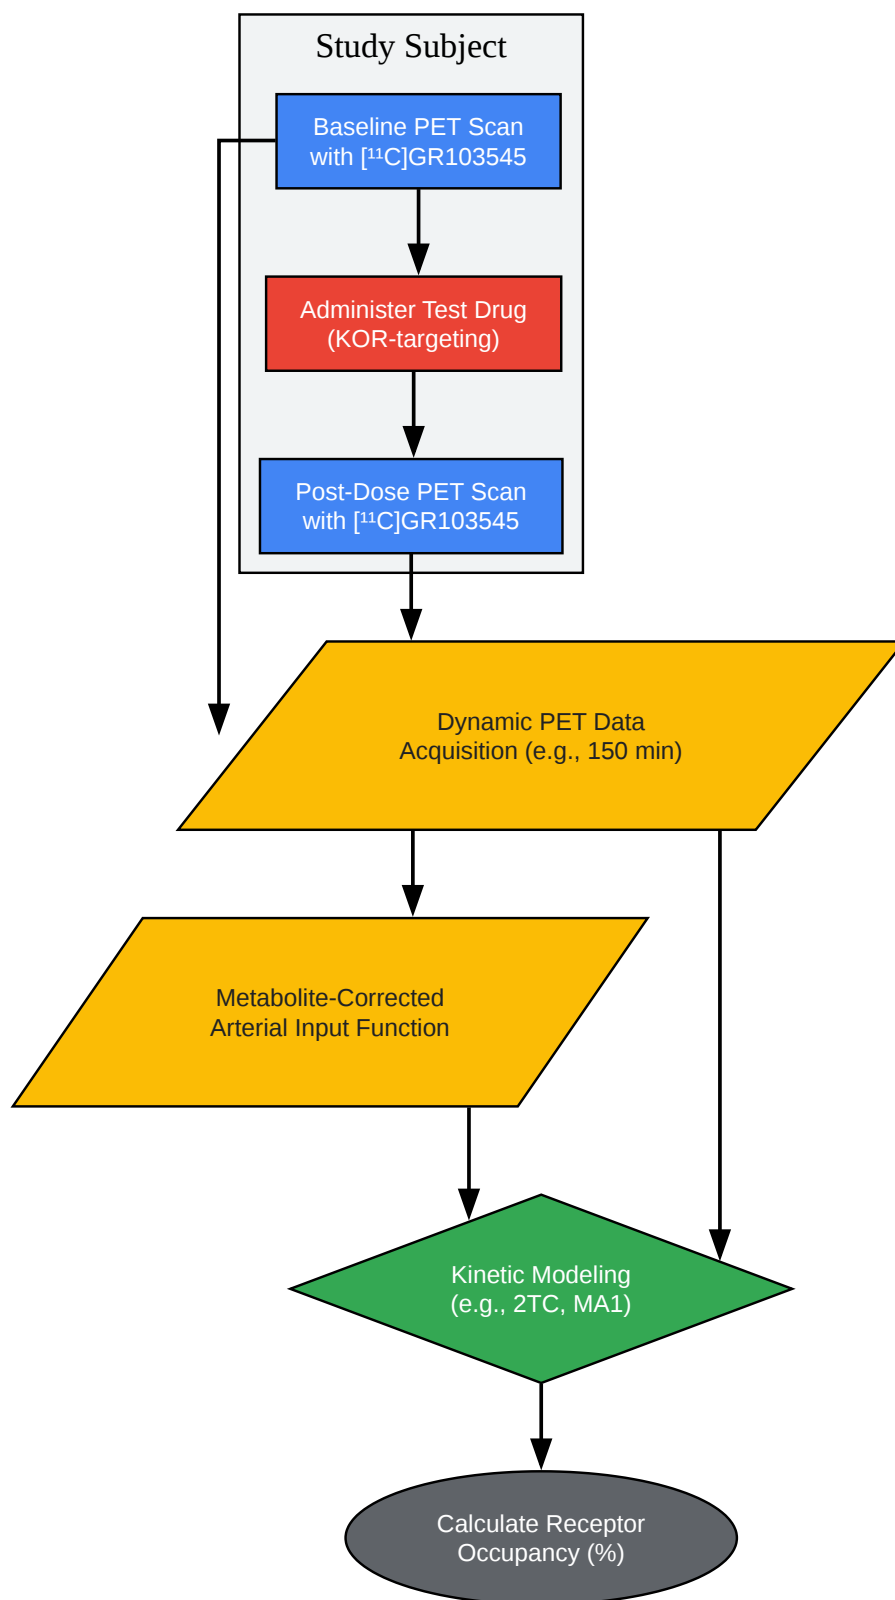 Study Subject
Baseline PET Scan
with [¹¹C]GR103545
Administer Test Drug
(KOR-targeting)
Post-Dose PET Scan
with [¹¹C]GR103545
Dynamic PET Data
Acquisition (e.g., 150 min)
Metabolite-Corrected
Arterial Input Function
Kinetic Modeling
(e.g., 2TC, MA1)
Calculate Receptor
Occupancy (%)